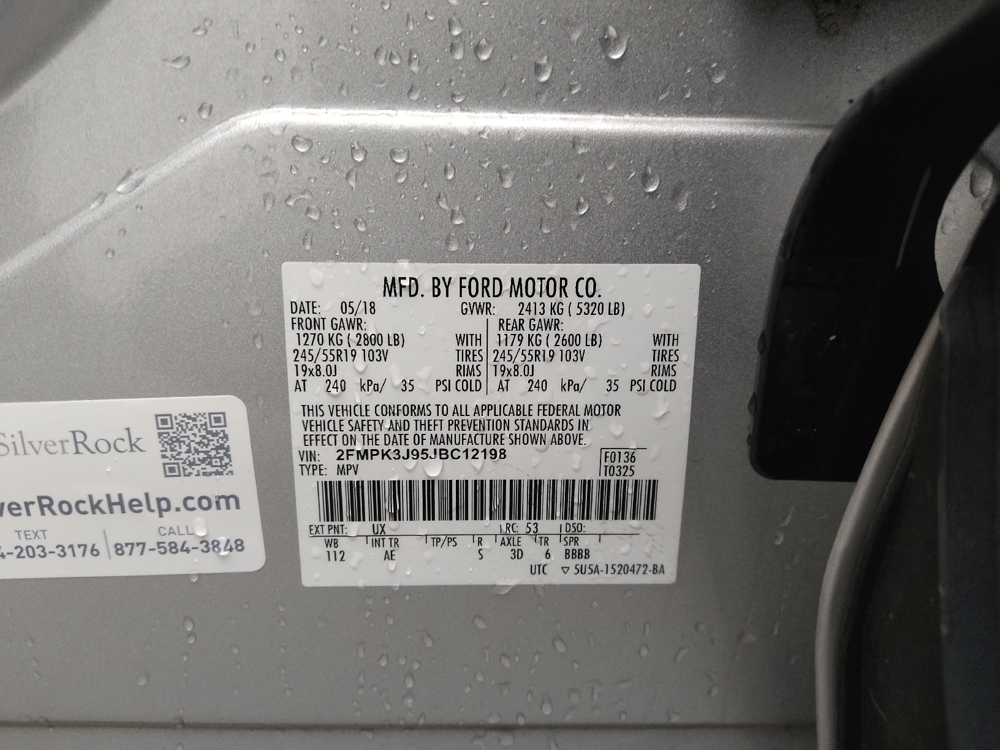 MFD. BY FORD MOTOR CO.
DATE: 05/18 GVWR: 2413 KG ( 5320 LB)
FRONT GAWR: REAR GAWR:
1270 KG ( 2800 LB) WITH 1179 KG ( 2600 LB) WITH
245/55R19 103V TIRES 245/55R19 103V TIRES
19x8.0J RIMS 19x8.0J RIMS
AT 240 kPa/ 35 PSI COLD AT 240 kPa/ 35 PSI COLD
THIS VEHICLE CONFORMS TO ALL APPLICABLE FEDERAL MOTOR
VEHICLE SAFETY AND THEFT PREVENTION STANDARDS IN
EFFECT ON THE DATE OF MANUFACTURE SHOWN ABOVE.
VIN: 2FMPK3J95JBC12198 F0136
TYPE: MPV T0325
EXT PNT: UX RC: 53 DSO:
WB INT TR TP/PS R AXLE TR SPR
112 AE S 3D 6 BBBB
UTC ▽ 5U5A-1520472-BA
SilverRock
verRockHelp.com
TEXT CALL
4-203-3176 877-584-3848